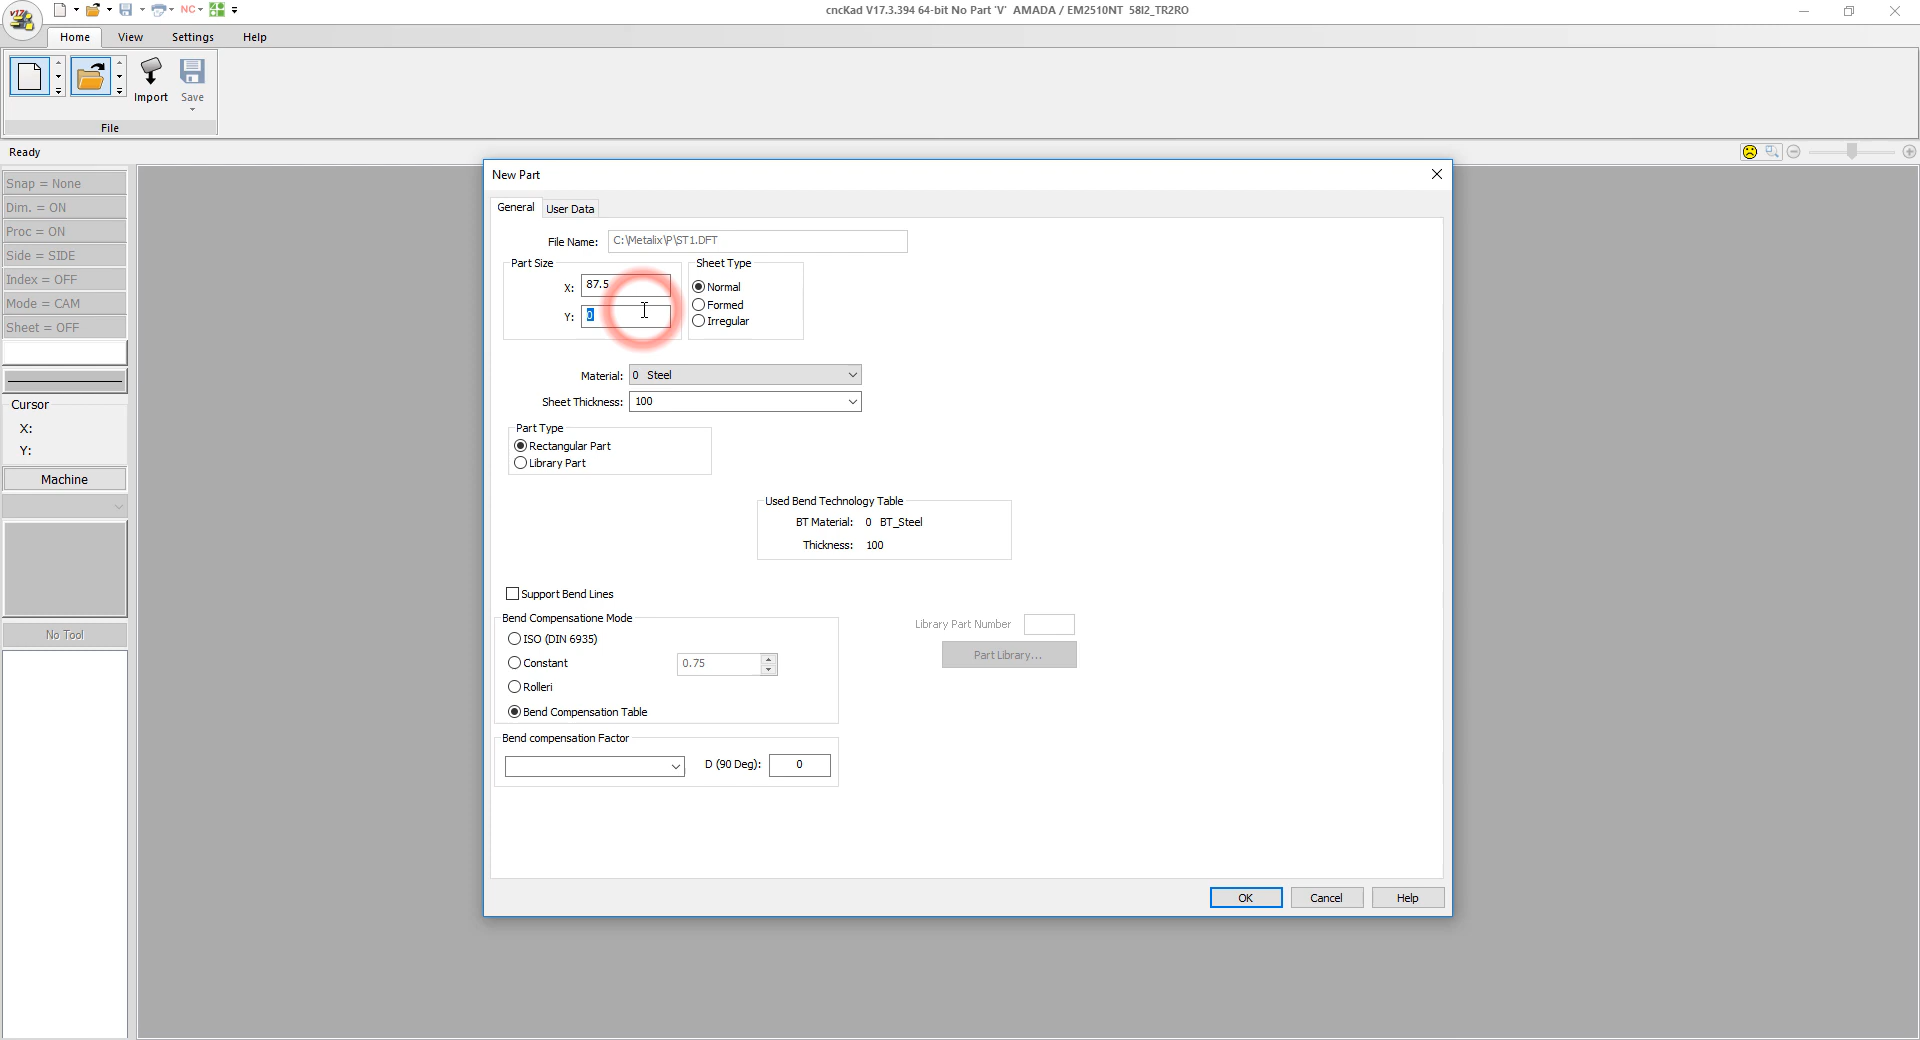 cncKad V17.3.394 64-bit No Part 'V' AMADA / EM2510NT 58I2_TR2RO
V17
NC
Home View Settings Help
Import Save
File
Ready
Snap = None
Dim. = ON
Proc = ON
Side = SIDE
Index = OFF
Mode = CAM
Sheet = OFF
Cursor
X:
Y:
Machine
No Tool
New Part
General User Data
File Name: C:\Metalix\P\ST1.DFT
Part Size
X: 87.5
Y: 0
Sheet Type
Normal
Formed
Irregular
Material: 0 Steel
Sheet Thickness: 100
Part Type
Rectangular Part
Library Part
Used Bend Technology Table
BT Material: 0 BT_Steel
Thickness: 100
Support Bend Lines
Bend Compensatione Mode
ISO (DIN 6935)
Constant 0.75
Rolleri
Bend Compensation Table
Library Part Number
Part Library...
Bend compensation Factor
D (90 Deg): 0
OK Cancel Help